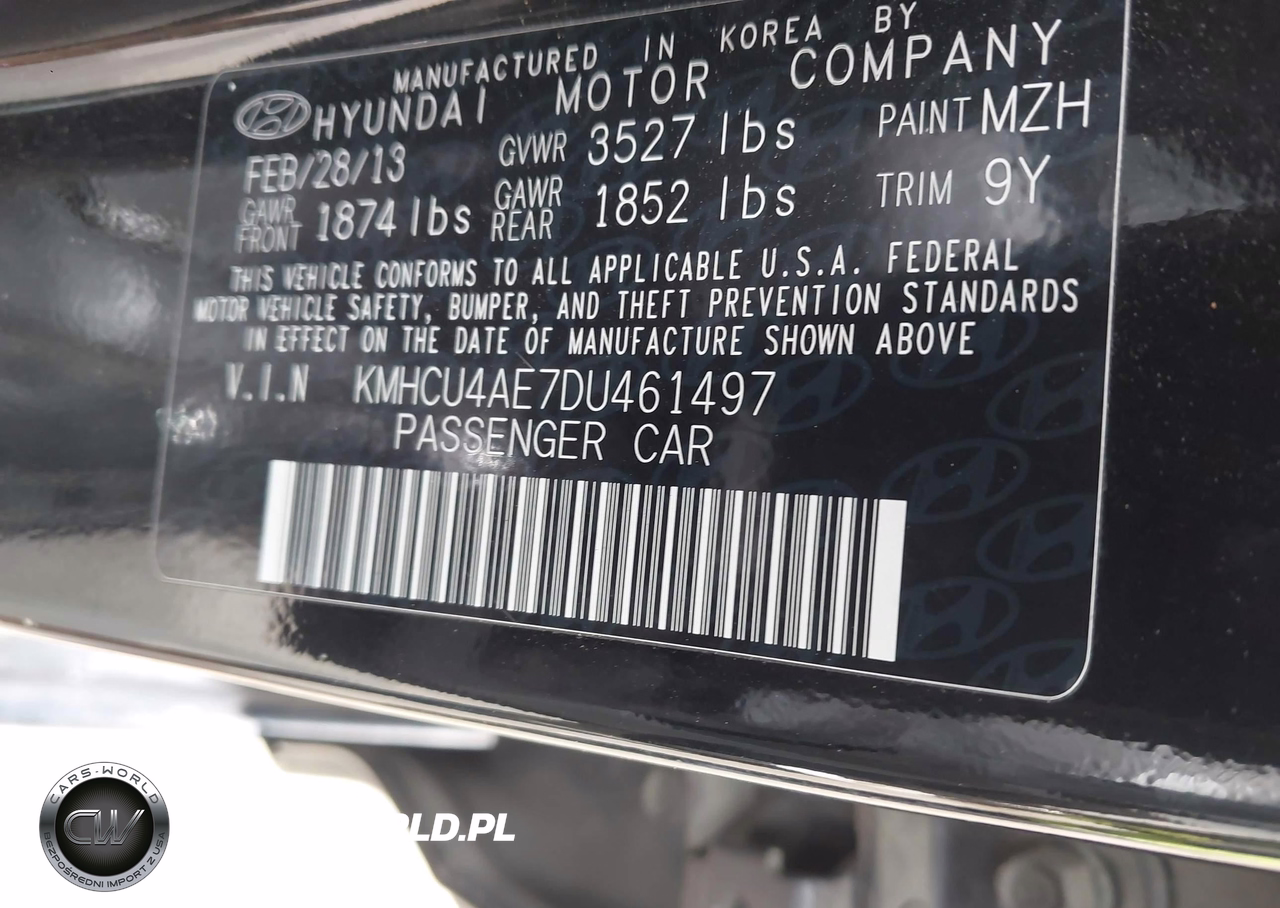 MANUFACTURED IN KOREA BY
HYUNDAI MOTOR COMPANY
FEB/28/13 GVWR 3527 lbs PAINT MZH
GAWR FRONT 1874 lbs GAWR REAR 1852 lbs TRIM 9Y
THIS VEHICLE CONFORMS TO ALL APPLICABLE U.S.A. FEDERAL
MOTOR VEHICLE SAFETY, BUMPER, AND THEFT PREVENTION STANDARDS
IN EFFECT ON THE DATE OF MANUFACTURE SHOWN ABOVE
V.I.N KMHCU4AE7DU461497
PASSENGER CAR
CARS-WORLD
CW
BEZPOŚREDNI IMPORT Z USA
LD.PL